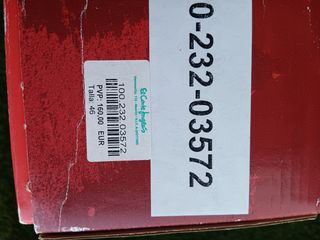 El Corte Inglés
100 232 03572
PVP: 160,00 EUR
Talla: 46
0-232-03572